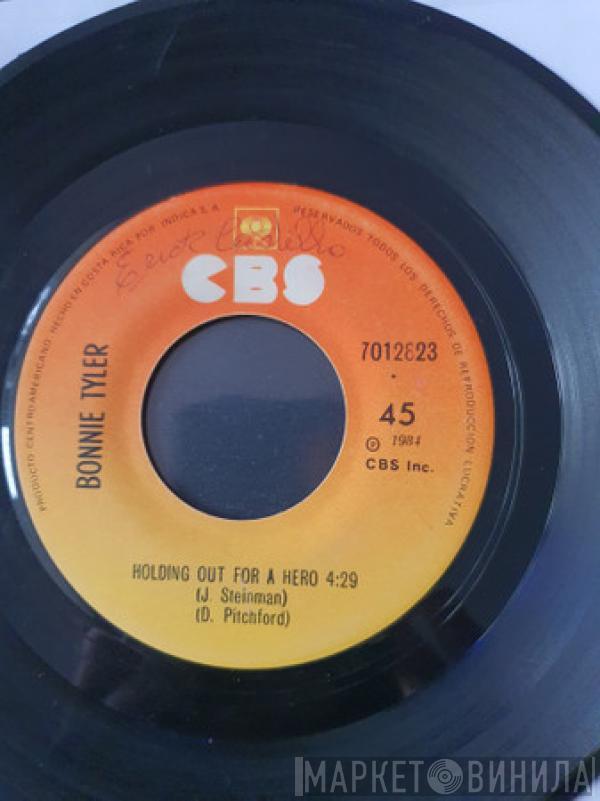 PRODUCTO CENTROAMERICANO HECHO EN COSTA RICA POR INDICA S.A. RESERVADOS TODOS LOS DERECHOS DE REPRODUCCION LUCRATIVA
CBS
BONNIE TYLER
7012823
45
℗ 1984
CBS Inc.
HOLDING OUT FOR A HERO 4:29
(J. Steinman)
(D. Pitchford)
МАРКЕТ ВИНИЛА